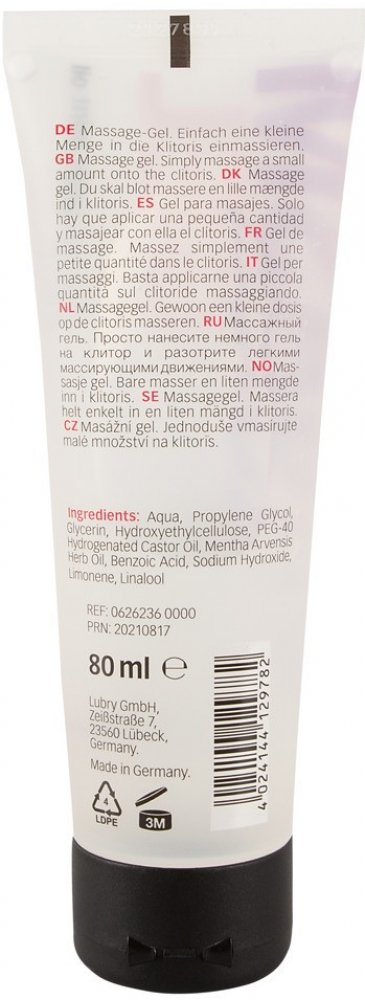 DE Massage-Gel. Einfach eine kleine
Menge in die Klitoris einmassieren.
GB Massage gel. Simply massage a small
amount onto the clitoris. DK Massage
gel. Du skal blot massere en lille mængde
ind i klitoris. ES Gel para masajes. Solo
hay que aplicar una pequeña cantidad
y masajear con ella el clítoris. FR Gel de
massage. Massez simplement une
petite quantité dans le clitoris. IT Gel per
massaggi. Basta applicarne una piccola
quantità sul clitoride massaggiando.
NL Massagegel. Gewoon een kleine dosis
op de clitoris masseren. RU Массажный
гель. Просто нанесите немного гель
на клитор и разотрите легкими
массирующими движениями. NO Mas-
sasje gel. Bare masser en liten mengde
inn i klitoris. SE Massagegel. Massera
helt enkelt in en liten mängd i klitoris.
CZ Masážní gel. Jednoduše vmasírujte
malé množství na klitoris.
Ingredients: Aqua, Propylene Glycol,
Glycerin, Hydroxyethylcellulose, PEG-40
Hydrogenated Castor Oil, Mentha Arvensis
Herb Oil, Benzoic Acid, Sodium Hydroxide,
Limonene, Linalool
REF: 0626236 0000
PRN: 20210817
80 ml ℮
Lubry GmbH,
Zeißstraße 7,
23560 Lübeck,
Germany.
Made in Germany.
4
LDPE
3M
4 024144 129782